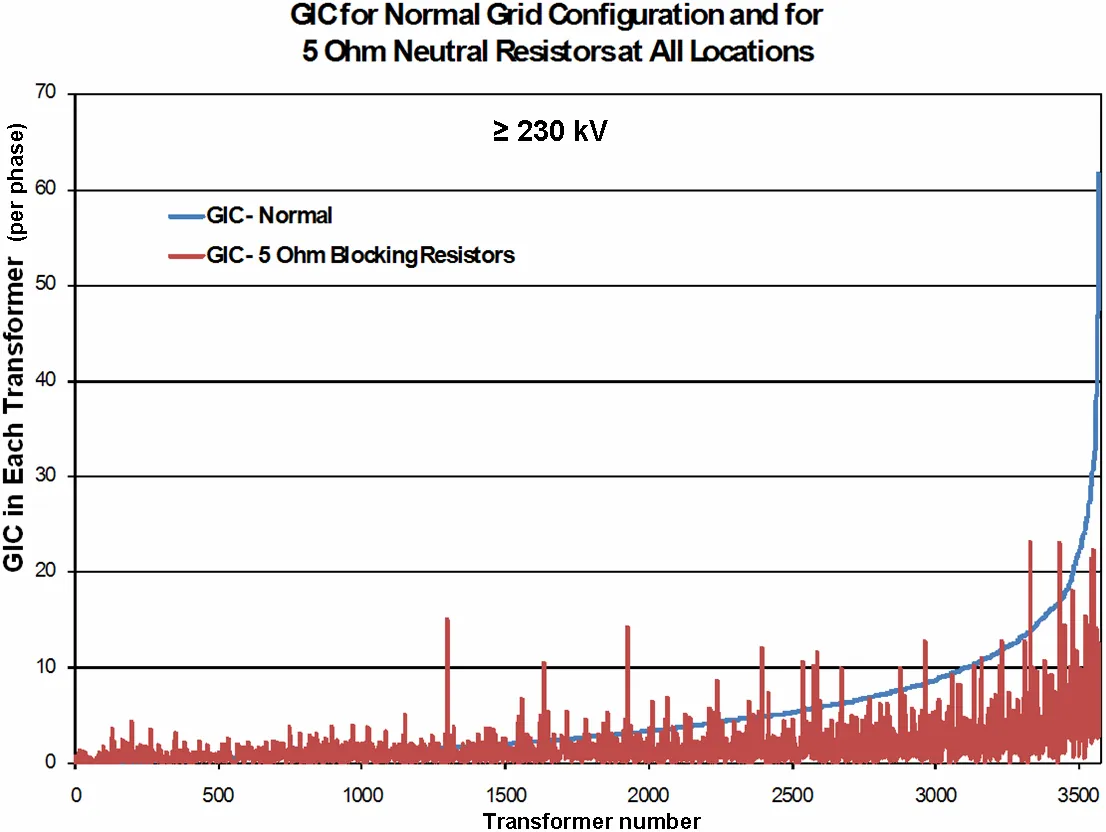 GIC for Normal Grid Configuration and for
5 Ohm Neutral Resistors at All Locations
≥ 230 kV
GIC - Normal
GIC - 5 Ohm Blocking Resistors
GIC in Each Transformer (per phase)
70
60
50
40
30
20
10
0
0 500 1000 1500 2000 2500 3000 3500
Transformer number